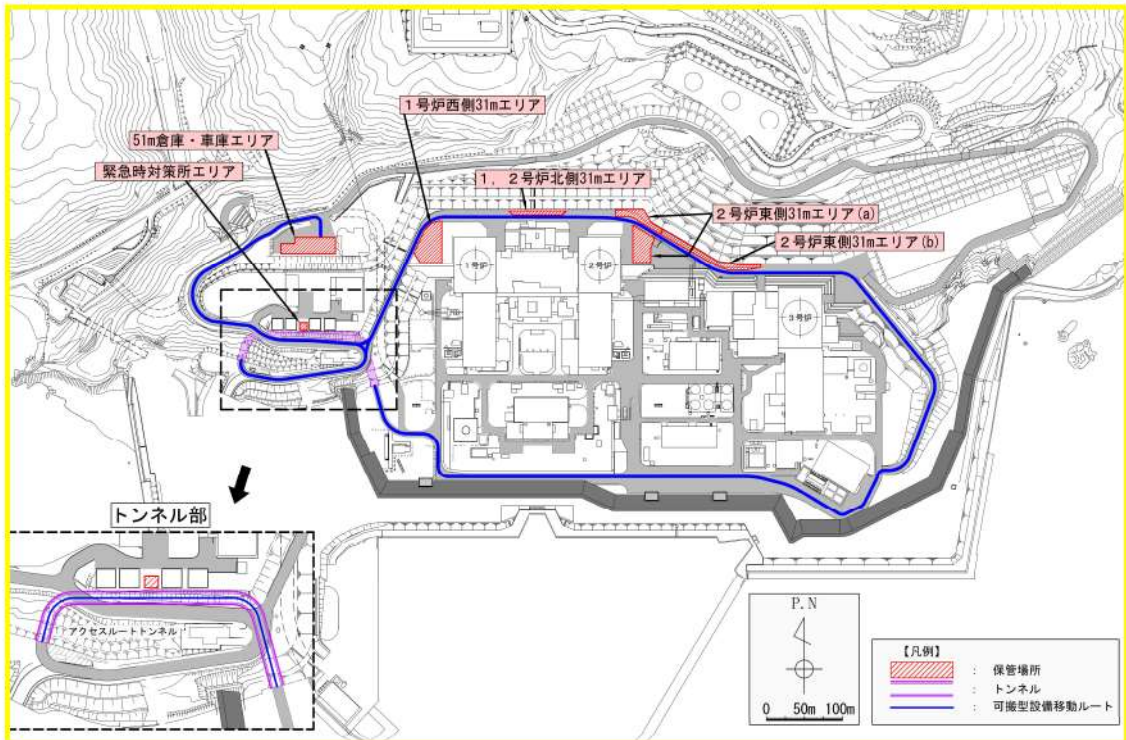 1号炉西側31mエリア
51m倉庫・車庫エリア
緊急時対策所エリア
1,2号炉北側31mエリア
2号炉東側31mエリア(a)
2号炉東側31mエリア(b)
1号炉
2号炉
3号炉
トンネル部
アクセスルートトンネル
P.N
0 50m 100m
【凡例】
: 保管場所
: トンネル
: 可搬型設備移動ルート